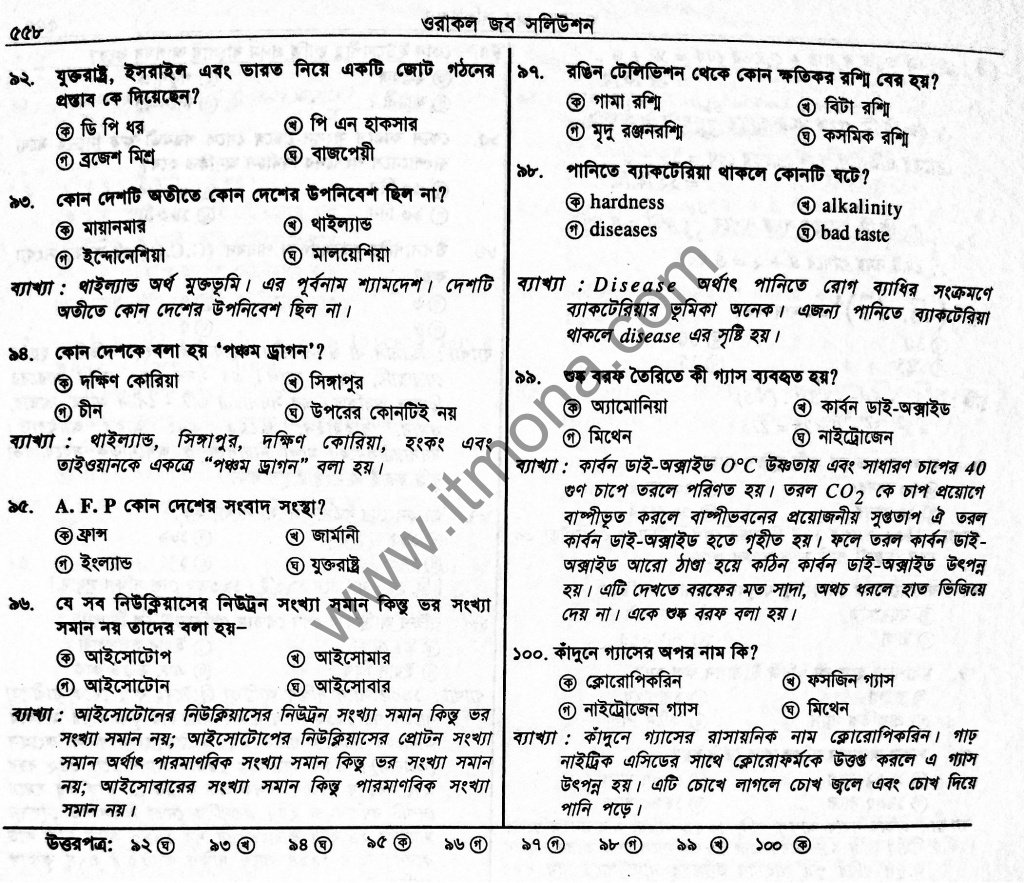 ৫৫৮
ওরাকল জব সলিউশন
৯২. যুক্তরাষ্ট্র, ইসরাইল এবং ভারত নিয়ে একটি জোট গঠনের
প্রস্তাব কে দিয়েছেন?
ক ডি পি ধর খ পি এন হাকসার
গ ব্রজেশ মিশ্র ঘ বাজপেয়ী
৯৩. কোন দেশটি অতীতে কোন দেশের উপনিবেশ ছিল না?
ক মায়ানমার খ থাইল্যান্ড
গ ইন্দোনেশিয়া ঘ মালয়েশিয়া
ব্যাখ্যা : থাইল্যান্ড অর্থ মুক্তভূমি। এর পূর্বনাম শ্যামদেশ। দেশটি
অতীতে কোন দেশের উপনিবেশ ছিল না।
৯৪. কোন দেশকে বলা হয় ‘পঞ্চম ড্রাগন’?
ক দক্ষিণ কোরিয়া খ সিঙ্গাপুর
গ চীন ঘ উপরের কোনটিই নয়
ব্যাখ্যা : থাইল্যান্ড, সিঙ্গাপুর, দক্ষিণ কোরিয়া, হংকং এবং
তাইওয়ানকে একত্রে “পঞ্চম ড্রাগন” বলা হয়।
৯৫. A. F. P কোন দেশের সংবাদ সংস্থা?
ক ফ্রান্স খ জার্মানী
গ ইংল্যান্ড ঘ যুক্তরাষ্ট্র
৯৬. যে সব নিউক্লিয়াসের নিউট্রন সংখ্যা সমান কিন্তু ভর সংখ্যা
সমান নয় তাদের বলা হয়–
ক আইসোটোপ খ আইসোমার
গ আইসোটোন ঘ আইসোবার
ব্যাখ্যা : আইসোটোনের নিউক্লিয়াসের নিউট্রন সংখ্যা সমান কিন্তু ভর
সংখ্যা সমান নয়; আইসোটোপের নিউক্লিয়াসের প্রোটন সংখ্যা
সমান অর্থাৎ পারমাণবিক সংখ্যা সমান কিন্তু ভর সংখ্যা সমান
নয়; আইসোবারের সংখ্যা সমান কিন্তু পারমাণবিক সংখ্যা
সমান নয়।
৯৭. রঙিন টেলিভিশন থেকে কোন ক্ষতিকর রশ্মি বের হয়?
ক গামা রশ্মি খ বিটা রশ্মি
গ মৃদু রঞ্জনরশ্মি ঘ কসমিক রশ্মি
৯৮. পানিতে ব্যাকটেরিয়া থাকলে কোনটি ঘটে?
ক hardness খ alkalinity
গ diseases ঘ bad taste
ব্যাখ্যা : Disease অর্থাৎ পানিতে রোগ ব্যাধির সংক্রমণে
ব্যাকটেরিয়ার ভূমিকা অনেক। এজন্য পানিতে ব্যাকটেরিয়া
থাকলে disease এর সৃষ্টি হয়।
৯৯. শুষ্ক বরফ তৈরিতে কী গ্যাস ব্যবহৃত হয়?
ক অ্যামোনিয়া খ কার্বন ডাই-অক্সাইড
গ মিথেন ঘ নাইট্রোজেন
ব্যাখ্যা : কার্বন ডাই-অক্সাইড O°C উষ্ণতায় এবং সাধারণ চাপের 40
গুণ চাপে তরলে পরিণত হয়। তরল CO2 কে চাপ প্রয়োগে
বাষ্পীভূত করলে বাষ্পীভবনের প্রয়োজনীয় সুপ্ততাপ ঐ তরল
কার্বন ডাই-অক্সাইড হতে গৃহীত হয়। ফলে তরল কার্বন ডাই-
অক্সাইড আরো ঠাণ্ডা হয়ে কঠিন কার্বন ডাই-অক্সাইড উৎপন্ন
হয়। এটি দেখতে বরফের মত সাদা, অথচ ধরলে হাত ভিজিয়ে
দেয় না। একে শুষ্ক বরফ বলা হয়।
১০০. কাঁদুনে গ্যাসের অপর নাম কি?
ক ক্লোরোপিকরিন খ ফসজিন গ্যাস
গ নাইট্রোজেন গ্যাস ঘ মিথেন
ব্যাখ্যা : কাঁদুনে গ্যাসের রাসায়নিক নাম ক্লোরোপিকরিন। গাঢ়
নাইট্রিক এসিডের সাথে ক্লোরোফর্মকে উত্তপ্ত করলে এ গ্যাস
উৎপন্ন হয়। এটি চোখে লাগলে চোখ জ্বলে এবং চোখ দিয়ে
পানি পড়ে।
উত্তরপত্র: ৯২ ঘ ৯৩ খ ৯৪ ঘ ৯৫ ক ৯৬ গ ৯৭ গ ৯৮ গ ৯৯ খ ১০০ ক
www.itmona.com